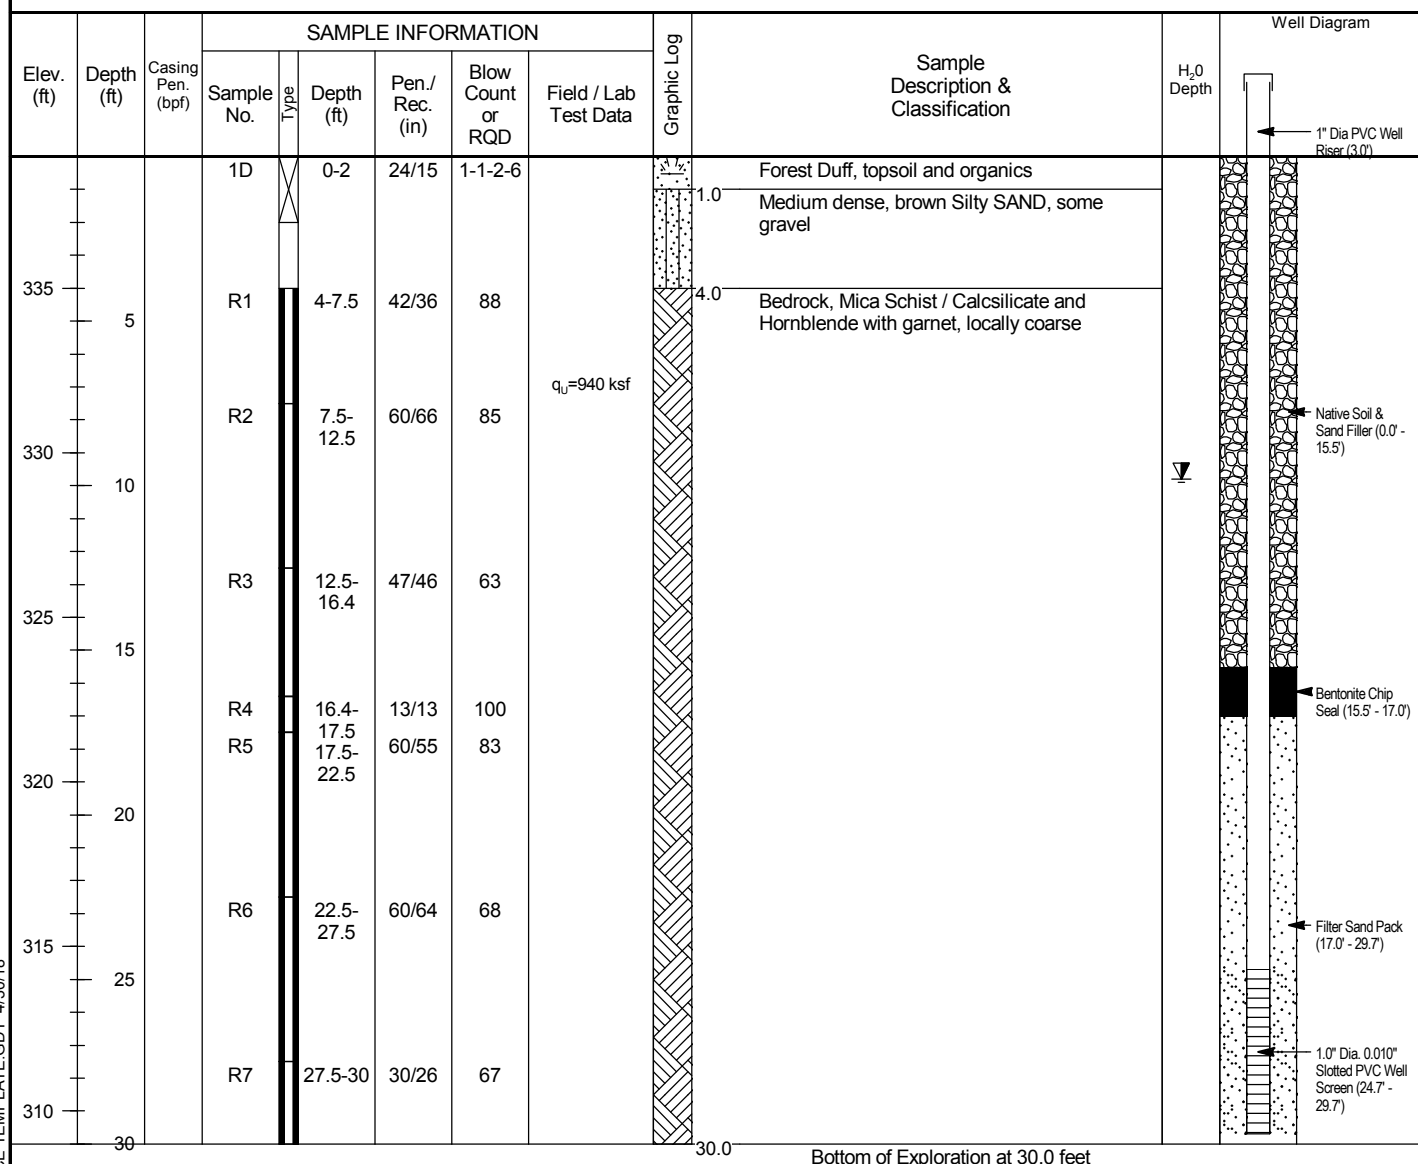 Well Diagram
SAMPLE INFORMATION
Elev. (ft)
Depth (ft)
Casing Pen. (bpf)
Sample No.
Type
Depth (ft)
Pen./ Rec. (in)
Blow Count or RQD
Field / Lab Test Data
Graphic Log
Sample Description & Classification
H₂0 Depth
1" Dia PVC Well
Riser (3.0')
1D 0-2 24/15 1-1-2-6 Forest Duff, topsoil and organics
1.0
Medium dense, brown Silty SAND, some
gravel
335
R1 4-7.5 42/36 88
4.0
Bedrock, Mica Schist / Calcsilicate and
Hornblende with garnet, locally coarse
5
qᵤ=940 ksf
R2 7.5-
12.5
60/66 85
Native Soil &
Sand Filler (0.0' -
15.5')
330
10
R3 12.5-
16.4
47/46 63
325
15
R4 16.4-
17.5
13/13 100
Bentonite Chip
Seal (15.5' - 17.0')
R5 17.5-
22.5
60/55 83
320
20
R6 22.5-
27.5
60/64 68
Filter Sand Pack
(17.0' - 29.7')
315
25
R7 27.5-30 30/26 67
1.0" Dia. 0.010"
Slotted PVC Well
Screen (24.7' -
29.7')
310
30
30.0
Bottom of Exploration at 30.0 feet